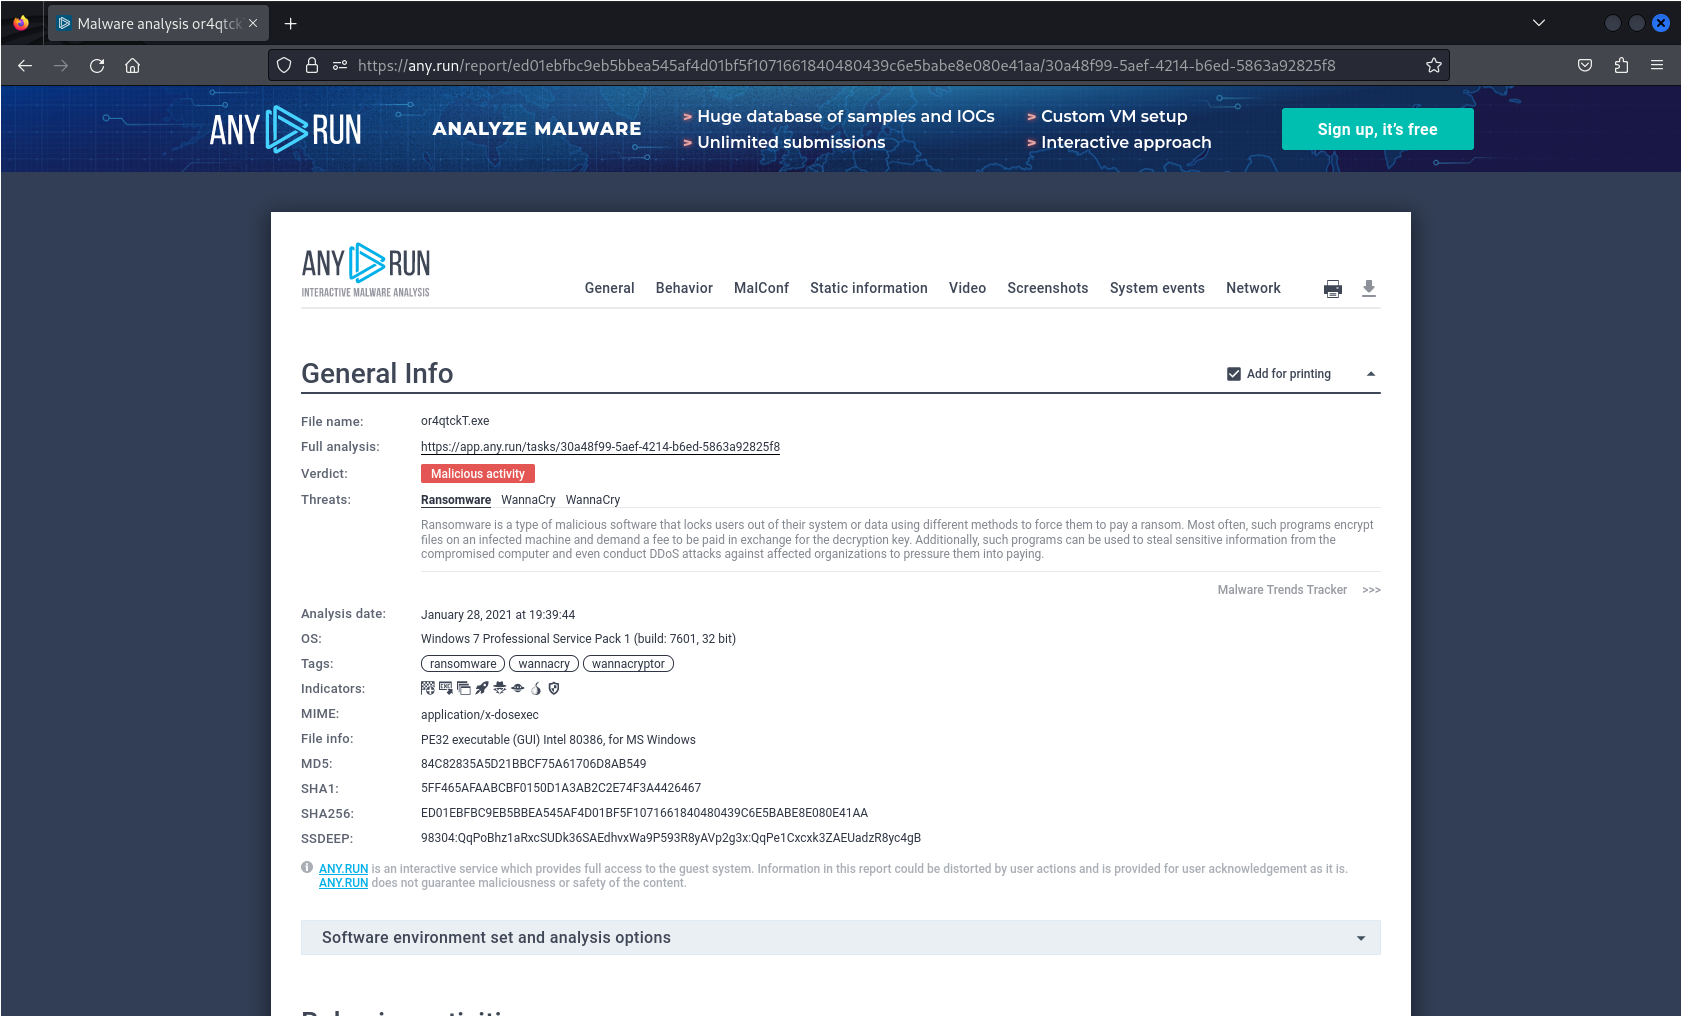 Malware analysis or4qtck
https://any.run/report/ed01ebfbc9eb5bbea545af4d01bf5f1071661840480439c6e5babe8e080e41aa/30a48f99-5aef-4214-b6ed-5863a92825f8
ANY RUN
ANALYZE MALWARE
> Huge database of samples and IOCs
> Unlimited submissions
> Custom VM setup
> Interactive approach
Sign up, it's free
ANY RUN
INTERACTIVE MALWARE ANALYSIS
General Behavior MalConf Static information Video Screenshots System events Network
General Info
Add for printing
File name: or4qtckT.exe
Full analysis: https://app.any.run/tasks/30a48f99-5aef-4214-b6ed-5863a92825f8
Verdict: Malicious activity
Threats: Ransomware WannaCry WannaCry
Ransomware is a type of malicious software that locks users out of their system or data using different methods to force them to pay a ransom. Most often, such programs encrypt
files on an infected machine and demand a fee to be paid in exchange for the decryption key. Additionally, such programs can be used to steal sensitive information from the
compromised computer and even conduct DDoS attacks against affected organizations to pressure them into paying.
Malware Trends Tracker >>>
Analysis date: January 28, 2021 at 19:39:44
OS: Windows 7 Professional Service Pack 1 (build: 7601, 32 bit)
Tags: ransomware wannacry wannacryptor
Indicators:
MIME: application/x-dosexec
File info: PE32 executable (GUI) Intel 80386, for MS Windows
MD5: 84C82835A5D21BBCF75A61706D8AB549
SHA1: 5FF465AFAABCBF0150D1A3AB2C2E74F3A4426467
SHA256: ED01EBFBC9EB5BBEA545AF4D01BF5F1071661840480439C6E5BABE8E080E41AA
SSDEEP: 98304:QqPoBhz1aRxcSUDk36SAEdhvxWa9P593R8yAVp2g3x:QqPe1Cxcxk3ZAEUadzR8yc4gB
ANY.RUN is an interactive service which provides full access to the guest system. Information in this report could be distorted by user actions and is provided for user acknowledgement as it is.
ANY.RUN does not guarantee maliciousness or safety of the content.
Software environment set and analysis options